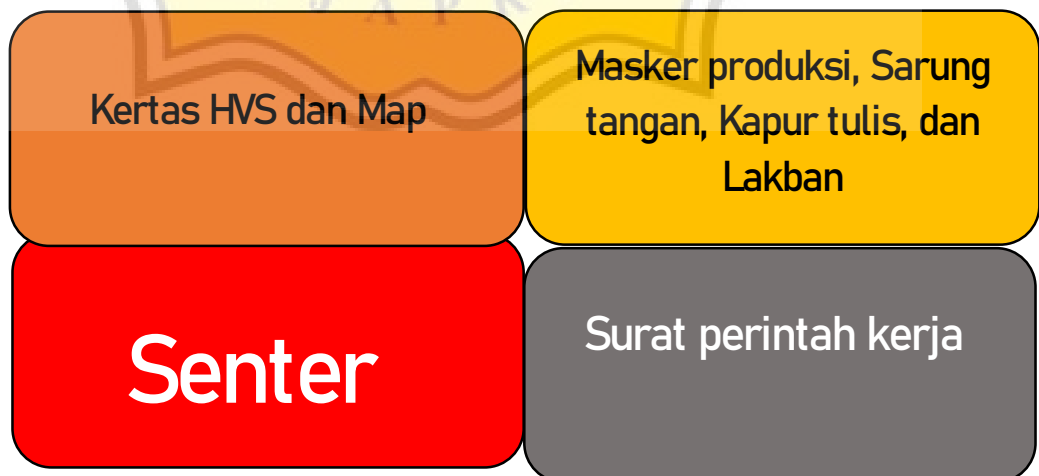 Kertas HVS dan Map
Masker produksi, Sarung
tangan, Kapur tulis, dan
Lakban
Senter
Surat perintah kerja